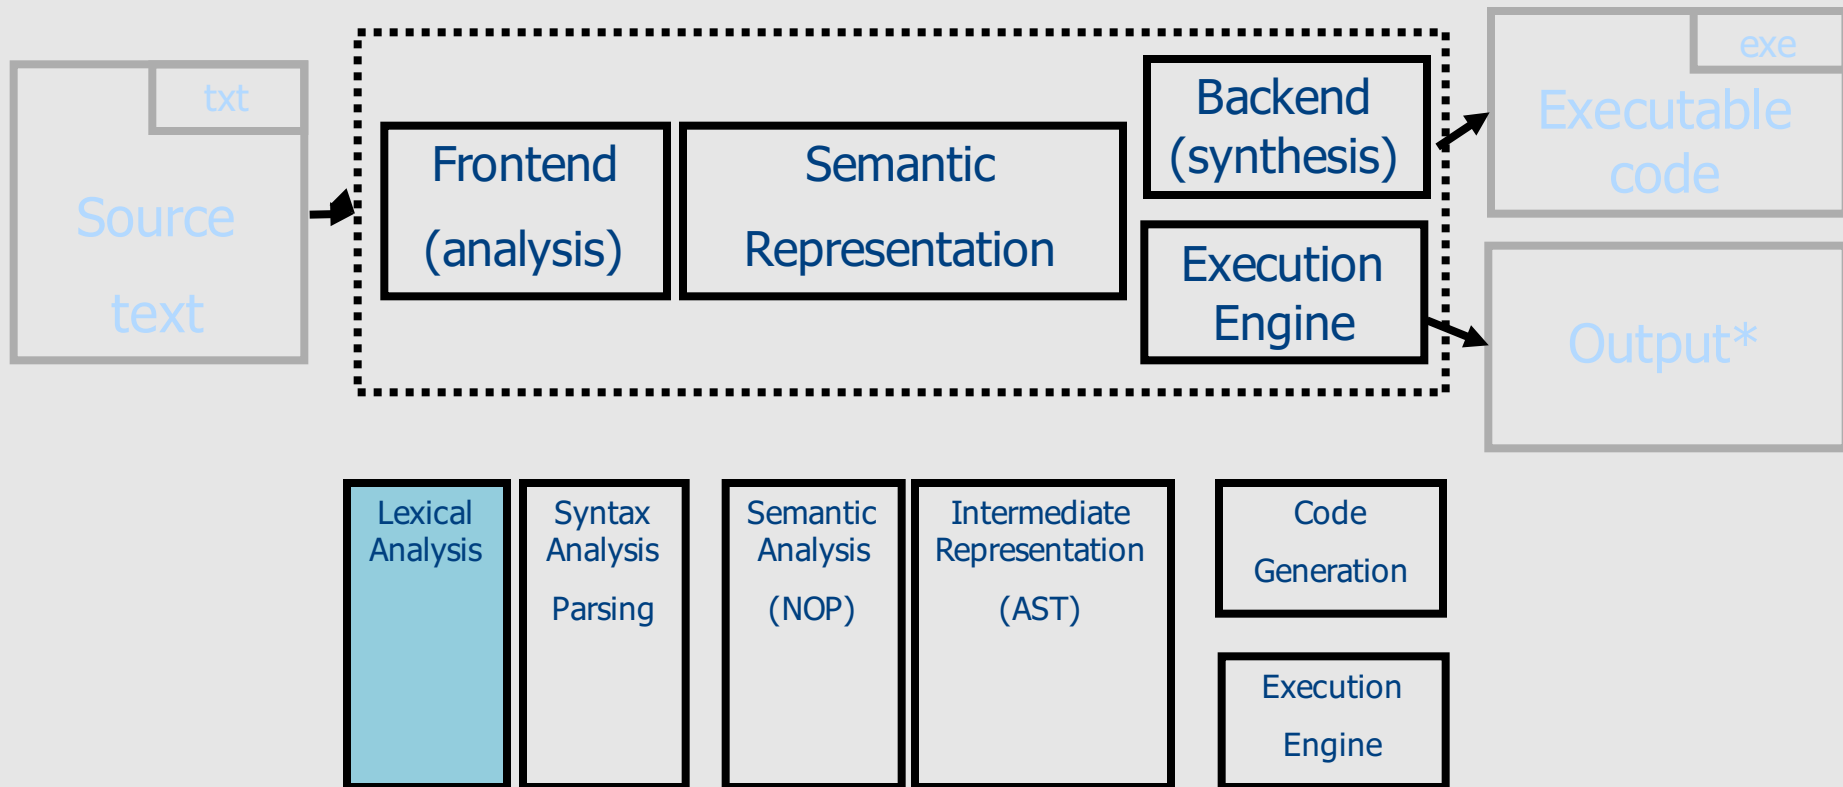 txt
Source
text
Frontend
(analysis)
Semantic
Representation
Backend
(synthesis)
Execution
Engine
exe
Executable
code
Output*
Lexical
Analysis
Syntax
Analysis
Parsing
Semantic
Analysis
(NOP)
Intermediate
Representation
(AST)
Code
Generation
Execution
Engine